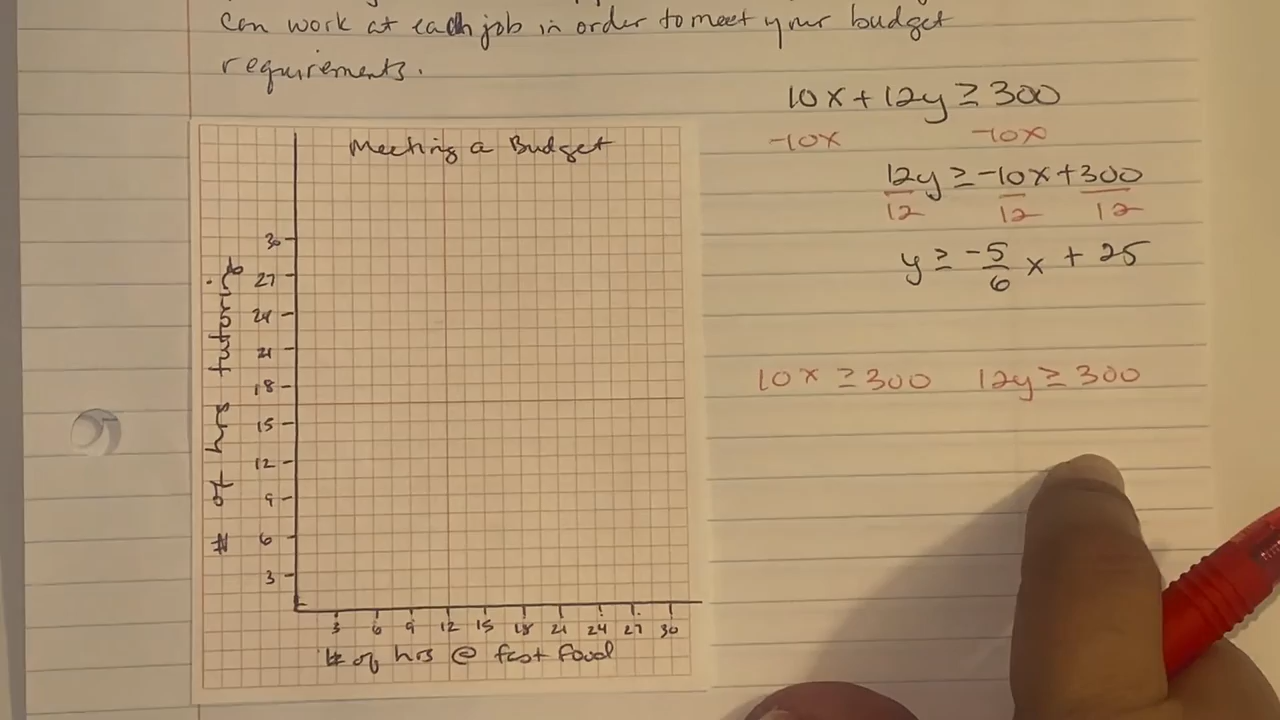 can work at each job in order to meet your budget
requirements.
10x + 12y ≥ 300
-10x -10x
12y ≥ -10x + 300
12 12 12
y ≥ -5/6 x + 25
10x ≥ 300 12y ≥ 300
Meeting a Budget
# of hrs tutoring
30
27
24
21
18
15
12
9
6
3
3 6 9 12 15 18 21 24 27 30
# of hrs @ fast food